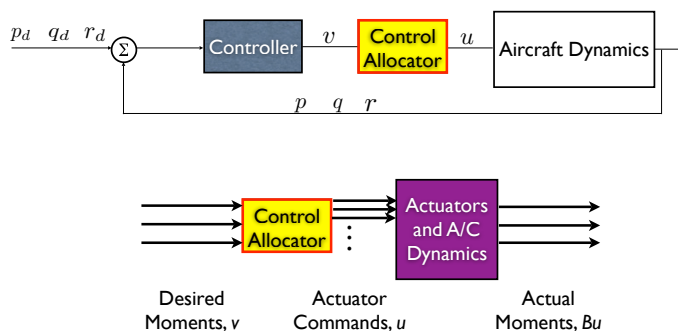 p_d q_d r_d
Σ
Controller
v
Control
Allocator
u
Aircraft Dynamics
p q r
Control
Allocator
Actuators
and A/C
Dynamics
Desired
Moments, v
Actuator
Commands, u
Actual
Moments, Bu